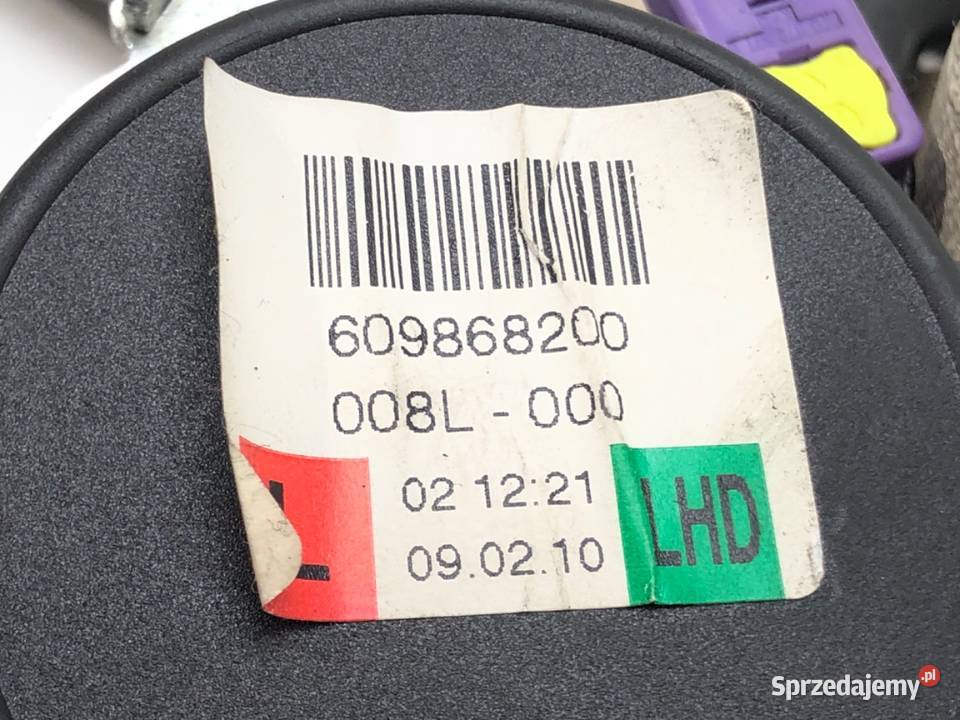 609868200
008L - 000
L
02 12:21
09.02.10
LHD
Sprzedajemy.pl